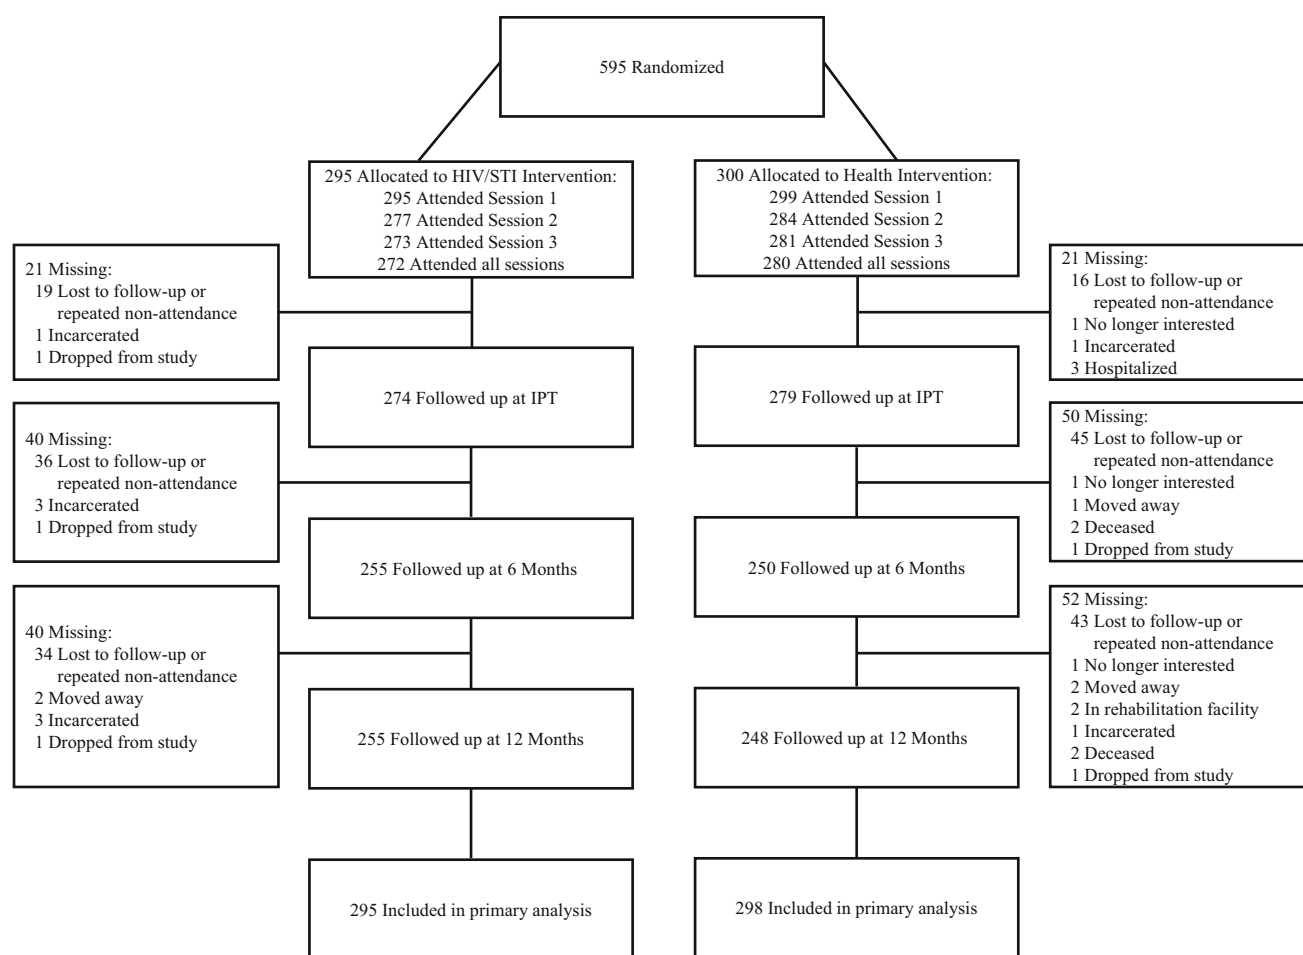 595 Randomized
295 Allocated to HIV/STI Intervention:
295 Attended Session 1
277 Attended Session 2
273 Attended Session 3
272 Attended all sessions
300 Allocated to Health Intervention:
299 Attended Session 1
284 Attended Session 2
281 Attended Session 3
280 Attended all sessions
21 Missing:
19 Lost to follow-up or
repeated non-attendance
1 Incarcerated
1 Dropped from study
21 Missing:
16 Lost to follow-up or
repeated non-attendance
1 No longer interested
1 Incarcerated
3 Hospitalized
274 Followed up at IPT
279 Followed up at IPT
40 Missing:
36 Lost to follow-up or
repeated non-attendance
3 Incarcerated
1 Dropped from study
50 Missing:
45 Lost to follow-up or
repeated non-attendance
1 No longer interested
1 Moved away
2 Deceased
1 Dropped from study
255 Followed up at 6 Months
250 Followed up at 6 Months
40 Missing:
34 Lost to follow-up or
repeated non-attendance
2 Moved away
3 Incarcerated
1 Dropped from study
52 Missing:
43 Lost to follow-up or
repeated non-attendance
1 No longer interested
2 Moved away
2 In rehabilitation facility
1 Incarcerated
2 Deceased
1 Dropped from study
255 Followed up at 12 Months
248 Followed up at 12 Months
295 Included in primary analysis
298 Included in primary analysis